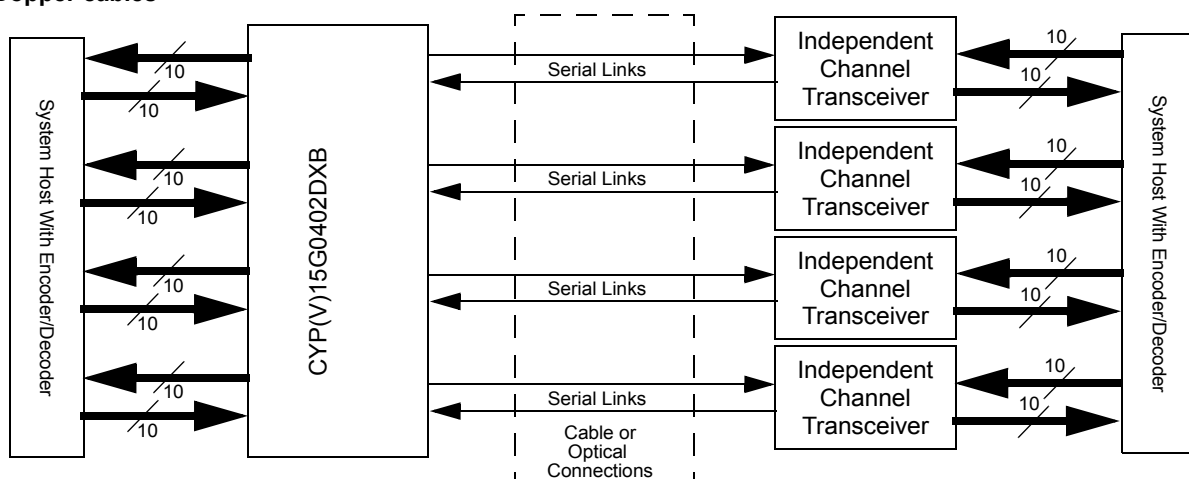 Copper cables
System Host With Encoder/Decoder
10
10
10
10
10
10
10
10
CYP(V)15G0402DXB
Serial Links
Serial Links
Serial Links
Serial Links
Cable or
Optical
Connections
Independent
Channel
Transceiver
Independent
Channel
Transceiver
Independent
Channel
Transceiver
Independent
Channel
Transceiver
10
10
10
10
10
10
10
10
System Host With Encoder/Decoder